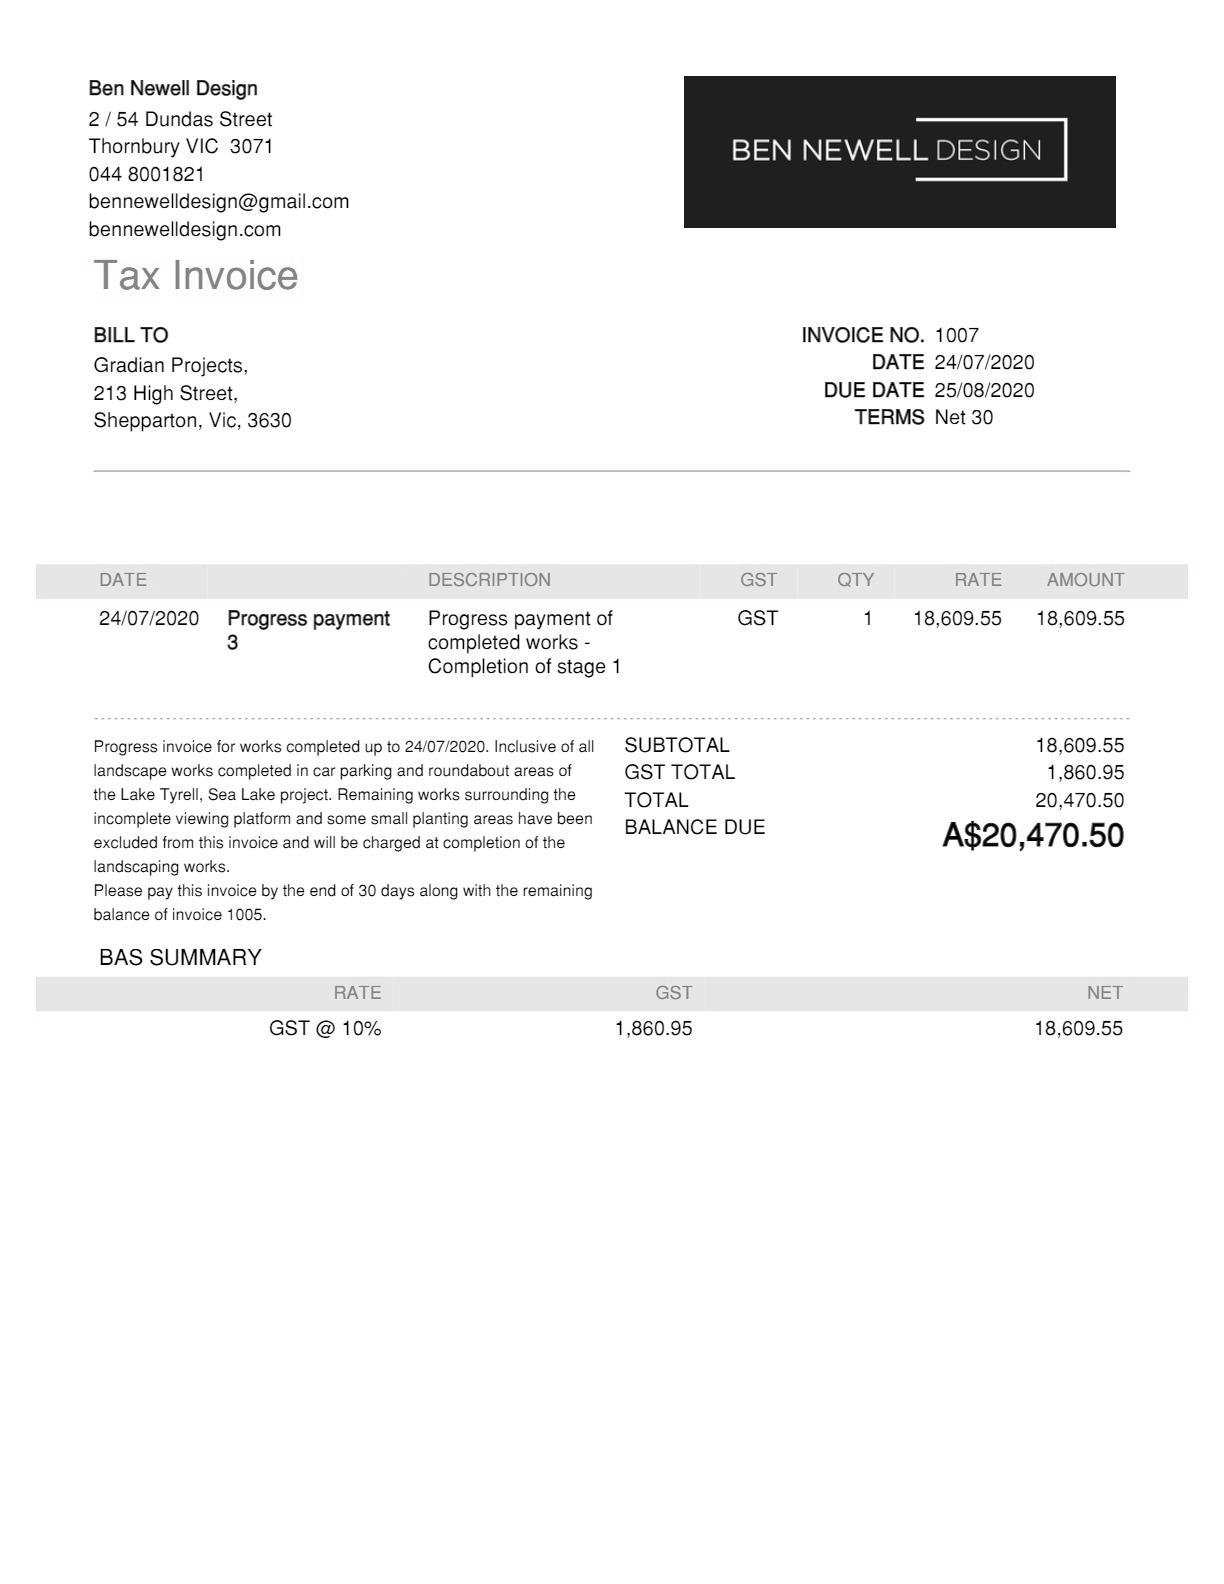 Ben Newell Design
2 / 54 Dundas Street
Thornbury VIC  3071
044 8001821
bennewelldesign@gmail.com
bennewelldesign.com
BEN NEWELL DESIGN
Tax Invoice
BILL TO
Gradian Projects,
213 High Street,
Shepparton, Vic, 3630
INVOICE NO. 1007
DATE 24/07/2020
DUE DATE 25/08/2020
TERMS Net 30
DATE DESCRIPTION GST QTY RATE AMOUNT
24/07/2020 Progress payment Progress payment of GST 1 18,609.55 18,609.55
3 completed works -
Completion of stage 1
Progress invoice for works completed up to 24/07/2020. Inclusive of all
landscape works completed in car parking and roundabout areas of
the Lake Tyrell, Sea Lake project. Remaining works surrounding the
incomplete viewing platform and some small planting areas have been
excluded from this invoice and will be charged at completion of the
landscaping works.
Please pay this invoice by the end of 30 days along with the remaining
balance of invoice 1005.
SUBTOTAL 18,609.55
GST TOTAL 1,860.95
TOTAL 20,470.50
BALANCE DUE A$20,470.50
BAS SUMMARY
RATE GST NET
GST @ 10% 1,860.95 18,609.55